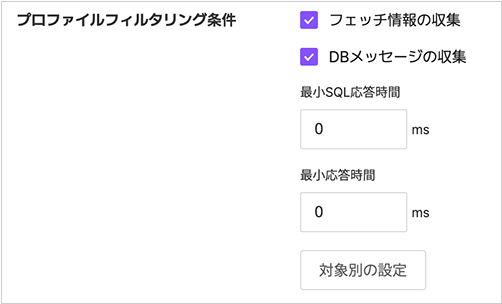 プロファイルフィルタリング条件
フェッチ情報の収集
DBメッセージの収集
最小SQL応答時間
0 ms
最小応答時間
0 ms
対象別の設定